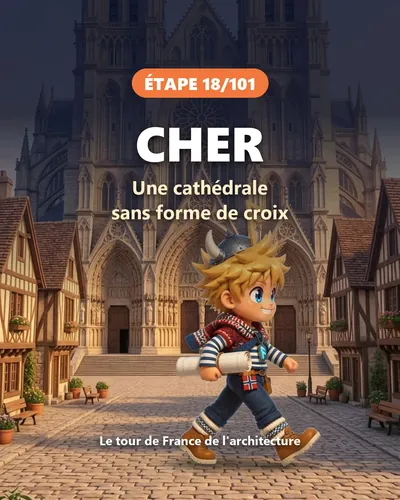 ÉTAPE 18/101
CHER
Une cathédrale
sans forme de croix
Le tour de France de l'architecture